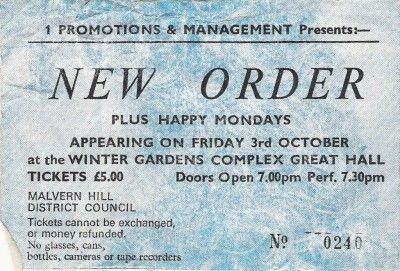 1 PROMOTIONS & MANAGEMENT Presents:—
NEW ORDER
PLUS HAPPY MONDAYS
APPEARING ON FRIDAY 3rd OCTOBER
at the WINTER GARDENS COMPLEX GREAT HALL
TICKETS £5.00 Doors Open 7.00pm Perf. 7.30pm
MALVERN HILL
DISTRICT COUNCIL
Tickets cannot be exchanged,
or money refunded.
No glasses, cans,
bottles, cameras or tape recorders
No 0240